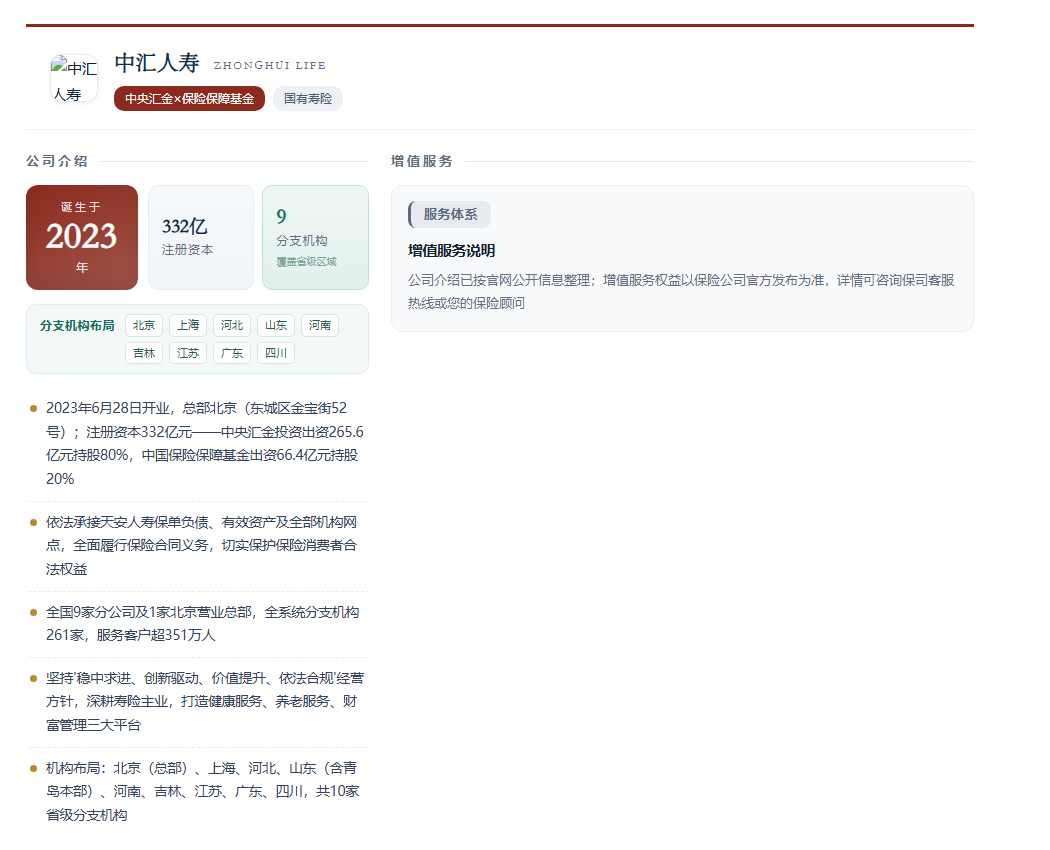 中汇
人寿
中汇人寿 ZHONGHUI LIFE
中央汇金×保险保障基金 国有寿险
公司介绍
诞生于
2023
年
332亿
注册资本
9
分支机构
覆盖省级区域
分支机构布局 北京 上海 河北 山东 河南
吉林 江苏 广东 四川
2023年6月28日开业，总部北京（东城区金宝街52
号）；注册资本332亿元——中央汇金投资出资265.6
亿元持股80%，中国保险保障基金出资66.4亿元持股
20%
依法承接天安人寿保单负债、有效资产及全部机构网
点，全面履行保险合同义务，切实保护保险消费者合
法权益
全国9家分公司及1家北京营业总部，全系统分支机构
261家，服务客户超351万人
坚持'稳中求进、创新驱动、价值提升、依法合规'经营
方针，深耕寿险主业，打造健康服务、养老服务、财
富管理三大平台
机构布局：北京（总部）、上海、河北、山东（含青
岛本部）、河南、吉林、江苏、广东、四川，共10家
省级分支机构
增值服务
服务体系
增值服务说明
公司介绍已按官网公开信息整理；增值服务权益以保险公司官方发布为准，详情可咨询保司客服
热线或您的保险顾问